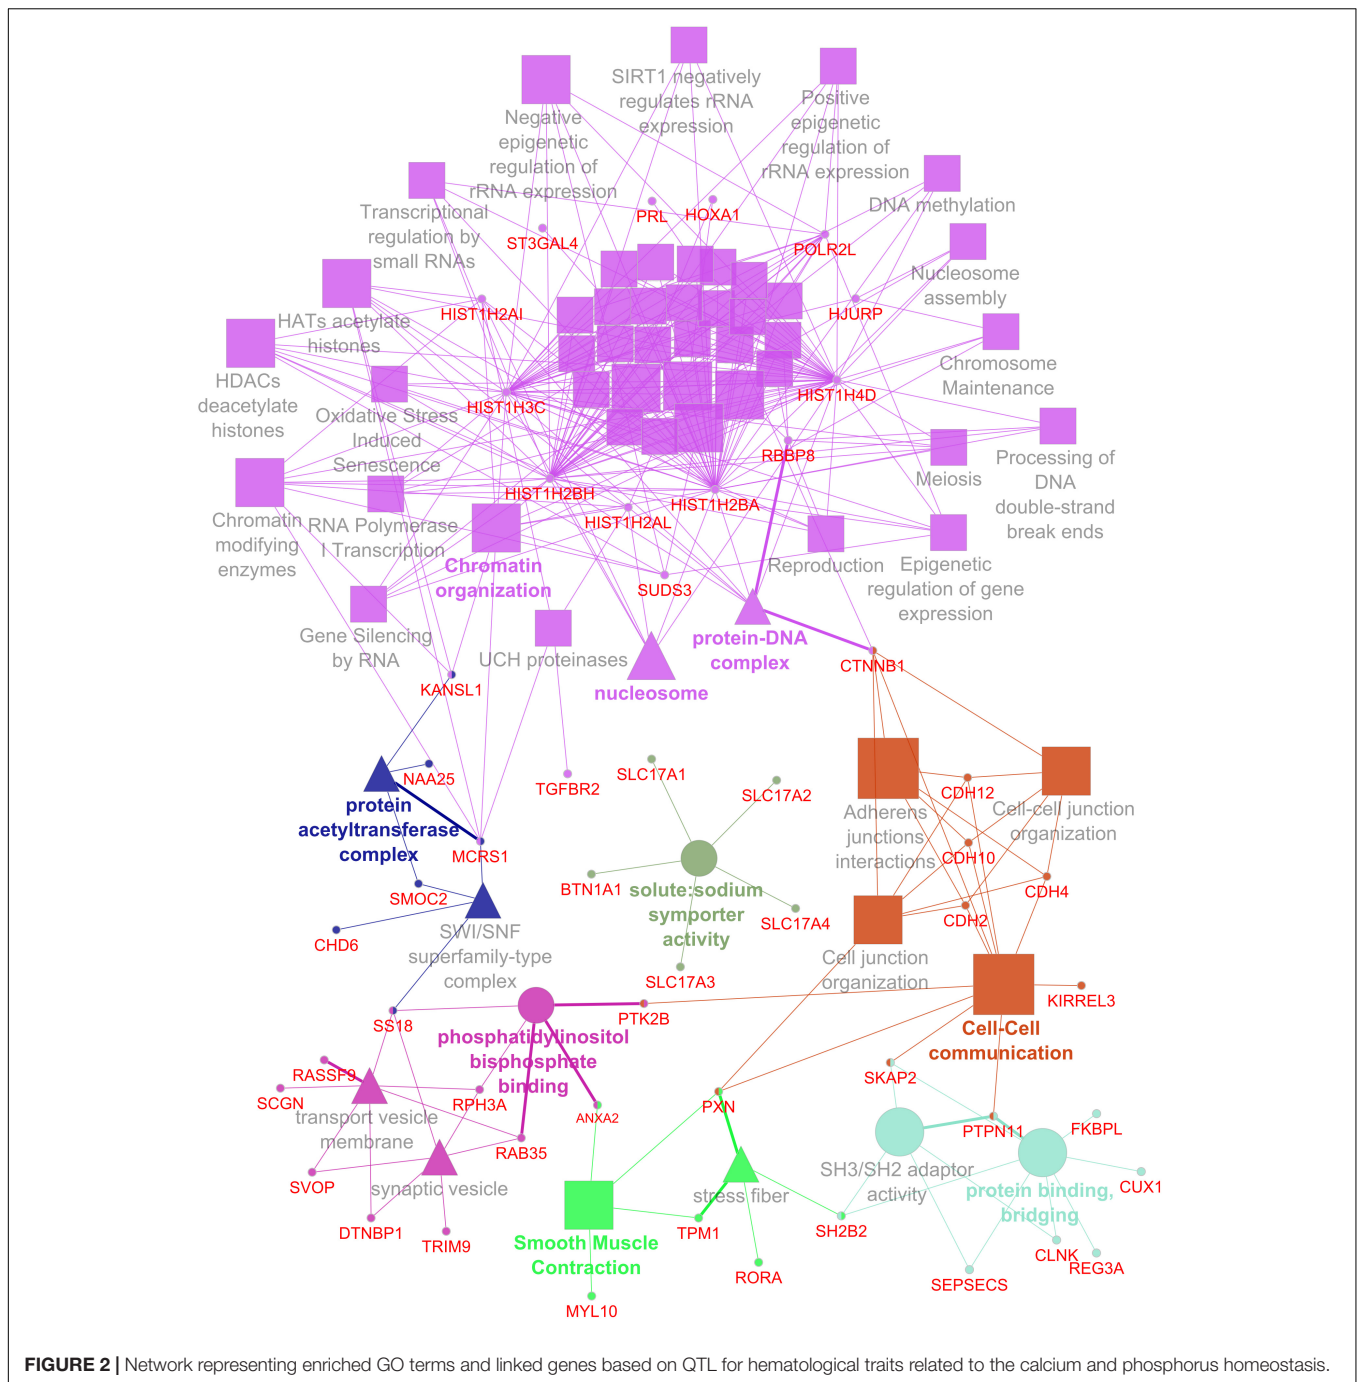 SIRT1 negatively
regulates rRNA
expression
Negative
epigenetic
regulation of
rRNA expression
Positive
epigenetic
regulation of
rRNA expression
Transcriptional
regulation by
small RNAs
DNA methylation
PRL
HOXA1
ST3GAL4
POLR2L
Nucleosome
assembly
HATs acetylate
histones
HIST1H2AI
HJURP
HDACs
deacetylate
histones
Chromosome
Maintenance
Oxidative Stress
Induced
Senescence
HIST1H3C
HIST1H4D
RBBP8
Meiosis
Processing of
DNA
double-strand
break ends
Chromatin
modifying
enzymes
RNA Polymerase
I Transcription
HIST1H2BH
HIST1H2BA
HIST1H2AL
Chromatin
organization
SUDS3
Reproduction
Epigenetic
regulation of gene
expression
Gene Silencing
by RNA
UCH proteinases
nucleosome
protein-DNA
complex
CTNNB1
KANSL1
NAA25
protein
acetyltransferase
complex
MCRS1
TGFBR2
SLC17A1
SLC17A2
BTN1A1
solute:sodium
symporter
activity
SLC17A4
SLC17A3
Adherens
junctions
interactions
CDH12
Cell-cell junction
organization
CDH10
CDH4
CDH2
SMOC2
CHD6
SWI/SNF
superfamily-type
complex
Cell junction
organization
KIRREL3
Cell-Cell
communication
SS18
phosphatidylinositol
bisphosphate
binding
PTK2B
RASSF9
SCGN
transport vesicle
membrane
RPH3A
ANXA2
PXN
SKAP2
PTPN11
FKBPL
RAB35
SVOP
synaptic vesicle
stress fiber
SH3/SH2 adaptor
activity
protein binding,
bridging
CUX1
DTNBP1
TRIM9
Smooth Muscle
Contraction
TPM1
SH2B2
RORA
CLNK
REG3A
SEPSECS
MYL10
FIGURE 2 | Network representing enriched GO terms and linked genes based on QTL for hematological traits related to the calcium and phosphorus homeostasis.